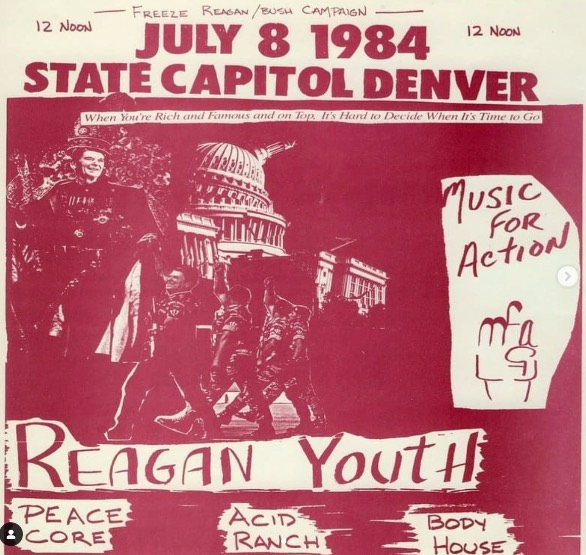 FREEZE REAGAN/BUSH CAMPAIGN
12 NOON
JULY 8 1984
12 NOON
STATE CAPITOL DENVER
When You're Rich and Famous and on Top, It's Hard to Decide When It's Time to Go
MUSIC
FOR
ACTION
mfa
REAGAN YOUTH
PEACE
CORE
ACID
RANCH
BODY
HOUSE